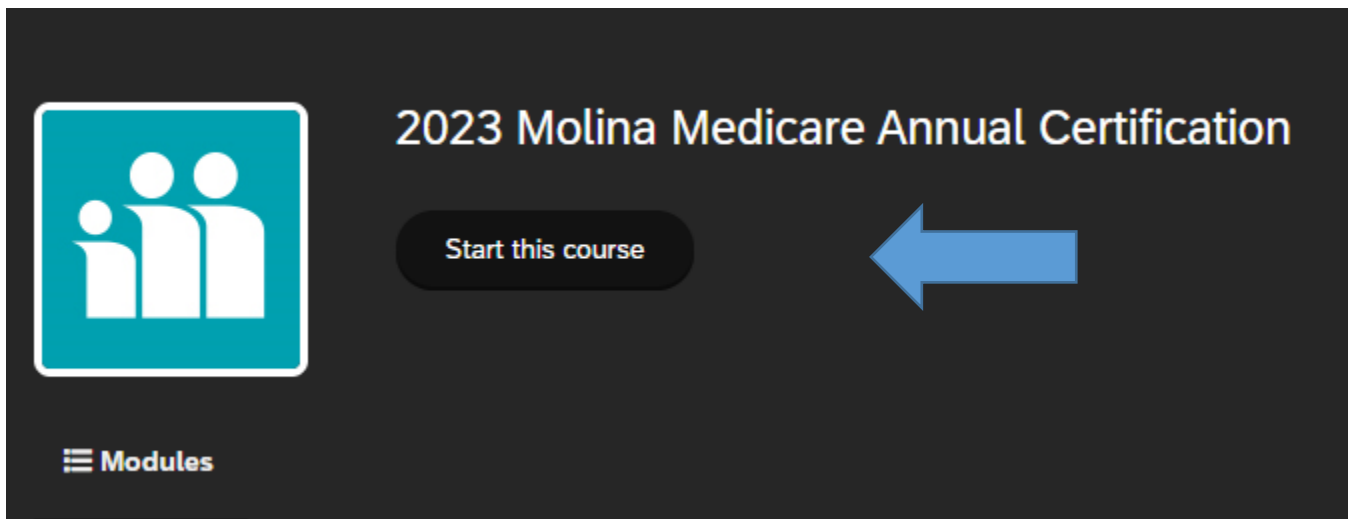 2023 Molina Medicare Annual Certification
Start this course
Modules